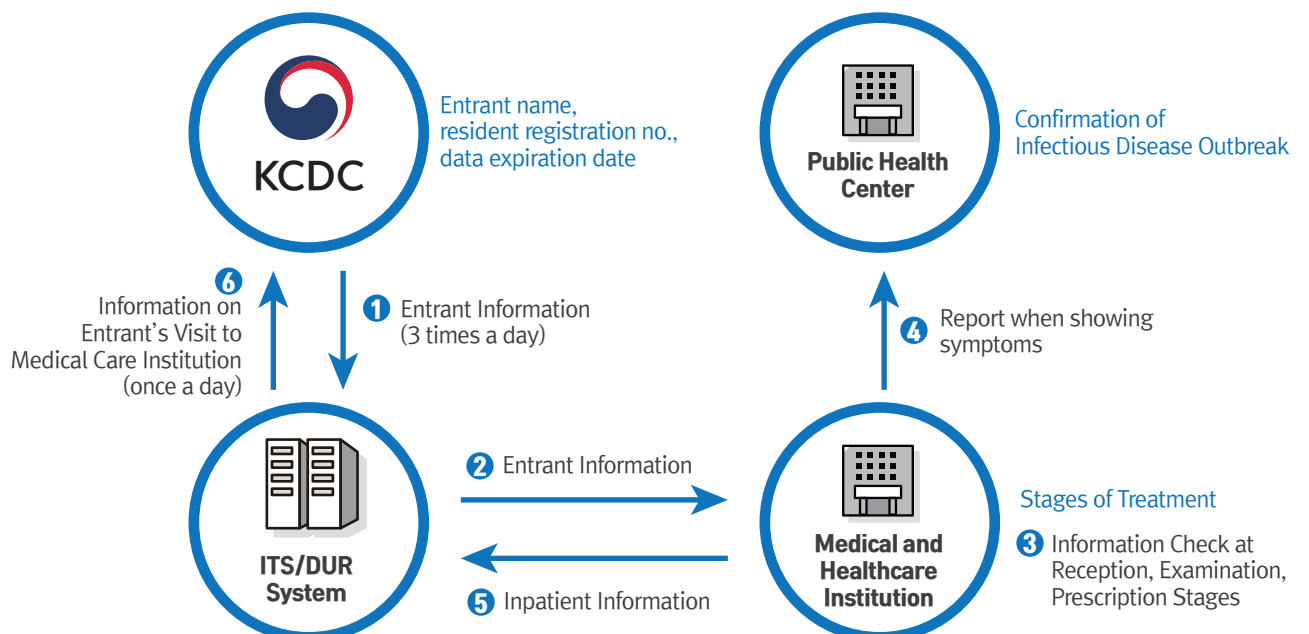 KCDC
Entrant name,
resident registration no.,
data expiration date
Public Health
Center
Confirmation of
Infectious Disease Outbreak
6
Information on
Entrant's Visit to
Medical Care Institution
(once a day)
1 Entrant Information
(3 times a day)
4 Report when showing
symptoms
ITS/DUR
System
2 Entrant Information
5 Inpatient Information
Medical and
Healthcare
Institution
Stages of Treatment
3 Information Check at
Reception, Examination,
Prescription Stages